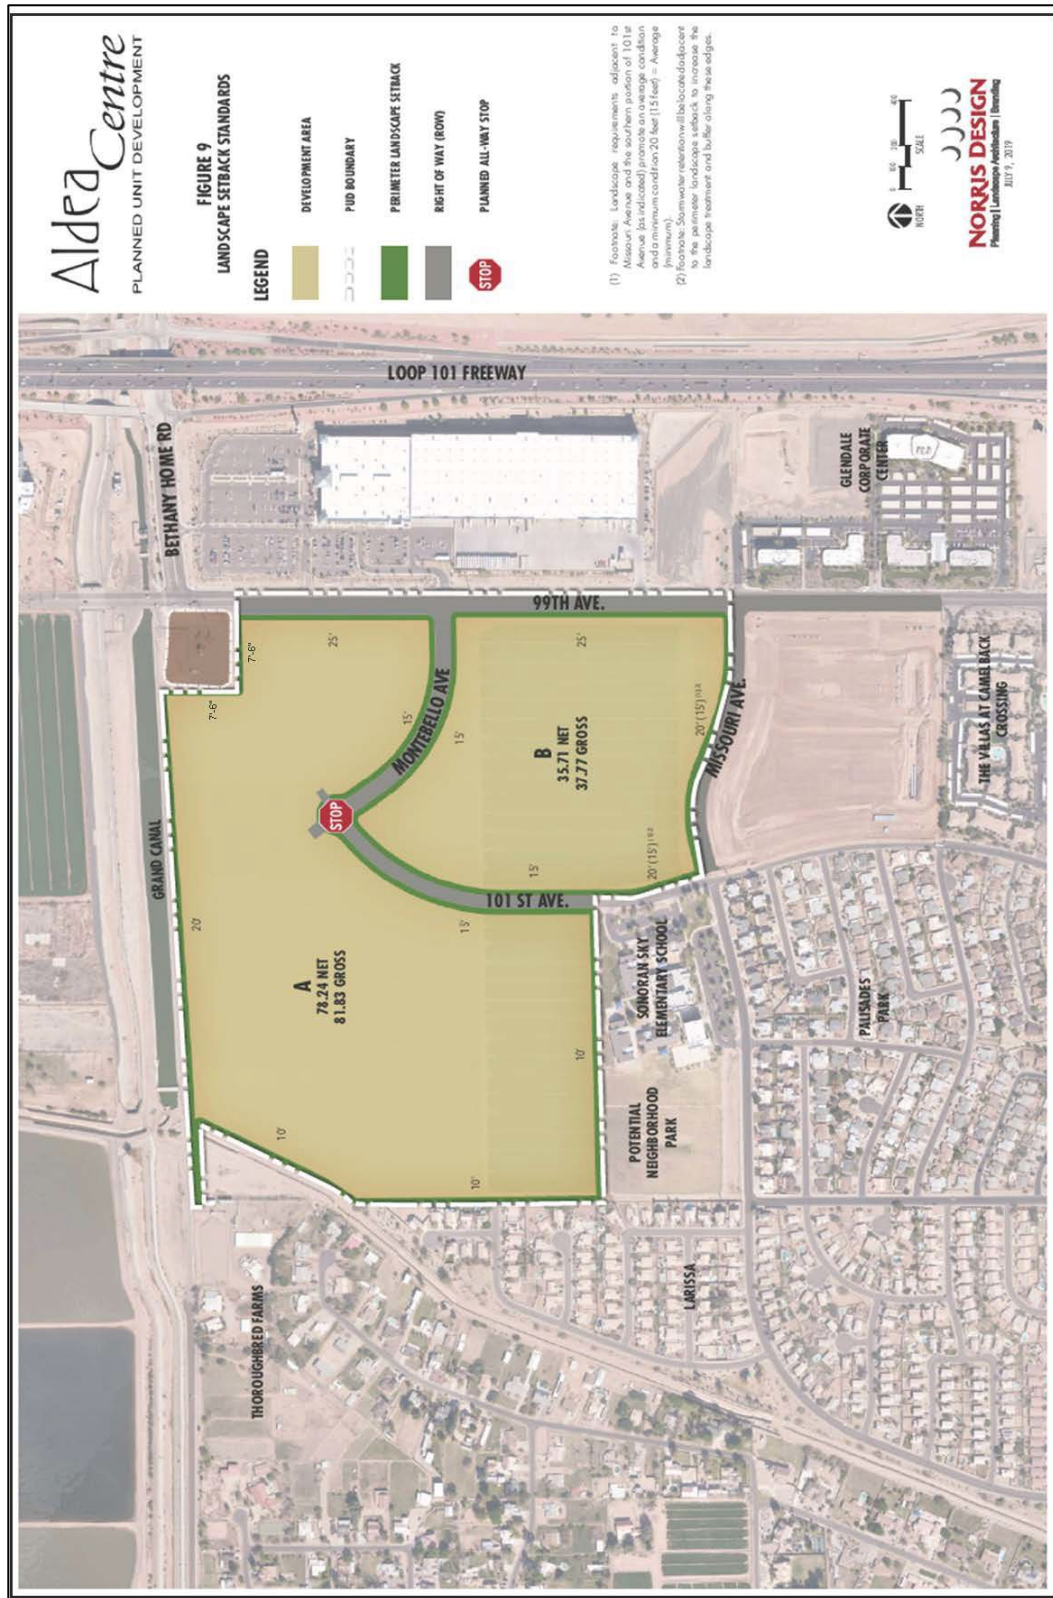 Aldea Centre
PLANNED UNIT DEVELOPMENT
FIGURE 9
LANDSCAPE SETBACK STANDARDS
LEGEND
DEVELOPMENT AREA
PUD BOUNDARY
PERIMETER LANDSCAPE SETBACK
RIGHT OF WAY (ROW)
STOP
PLANNED ALL-WAY STOP
(1) Footnote: Landscape requirements adjacent to
Missouri Avenue and the southern portion of 101st
Avenue (as indicated) promote an average condition
and a minimum condition 20 feet (15 feet) = Average
(minimum).
(2) Footnote: Stormwater retention will be located adjacent
to the perimeter landscape setback to increase the
landscape treatment and buffer along these edges.
NORTH
0 100 200 400
SCALE
NORRIS DESIGN
Planning | Landscape Architecture | Branding
JULY 9, 2019
LOOP 101 FREEWAY
BETHANY HOME RD
GLENDALE
CORPORATE
CENTER
99TH AVE.
7'-6"
7'-6"
25'
25'
GRAND CANAL
20'
15'
MONTEBELLO AVE
15'
B
35.71 NET
37.77 GROSS
20' (15')
MISSOURI AVE.
THE VILLAS AT CAMELBACK
CROSSING
STOP
15'
20' (15')
101 ST AVE.
15'
A
78.24 NET
81.83 GROSS
SONORAN SKY
ELEMENTARY SCHOOL
PALISADES
PARK
10'
10'
10'
POTENTIAL
NEIGHBORHOOD
PARK
THOROUGHBRED FARMS
LARISSA